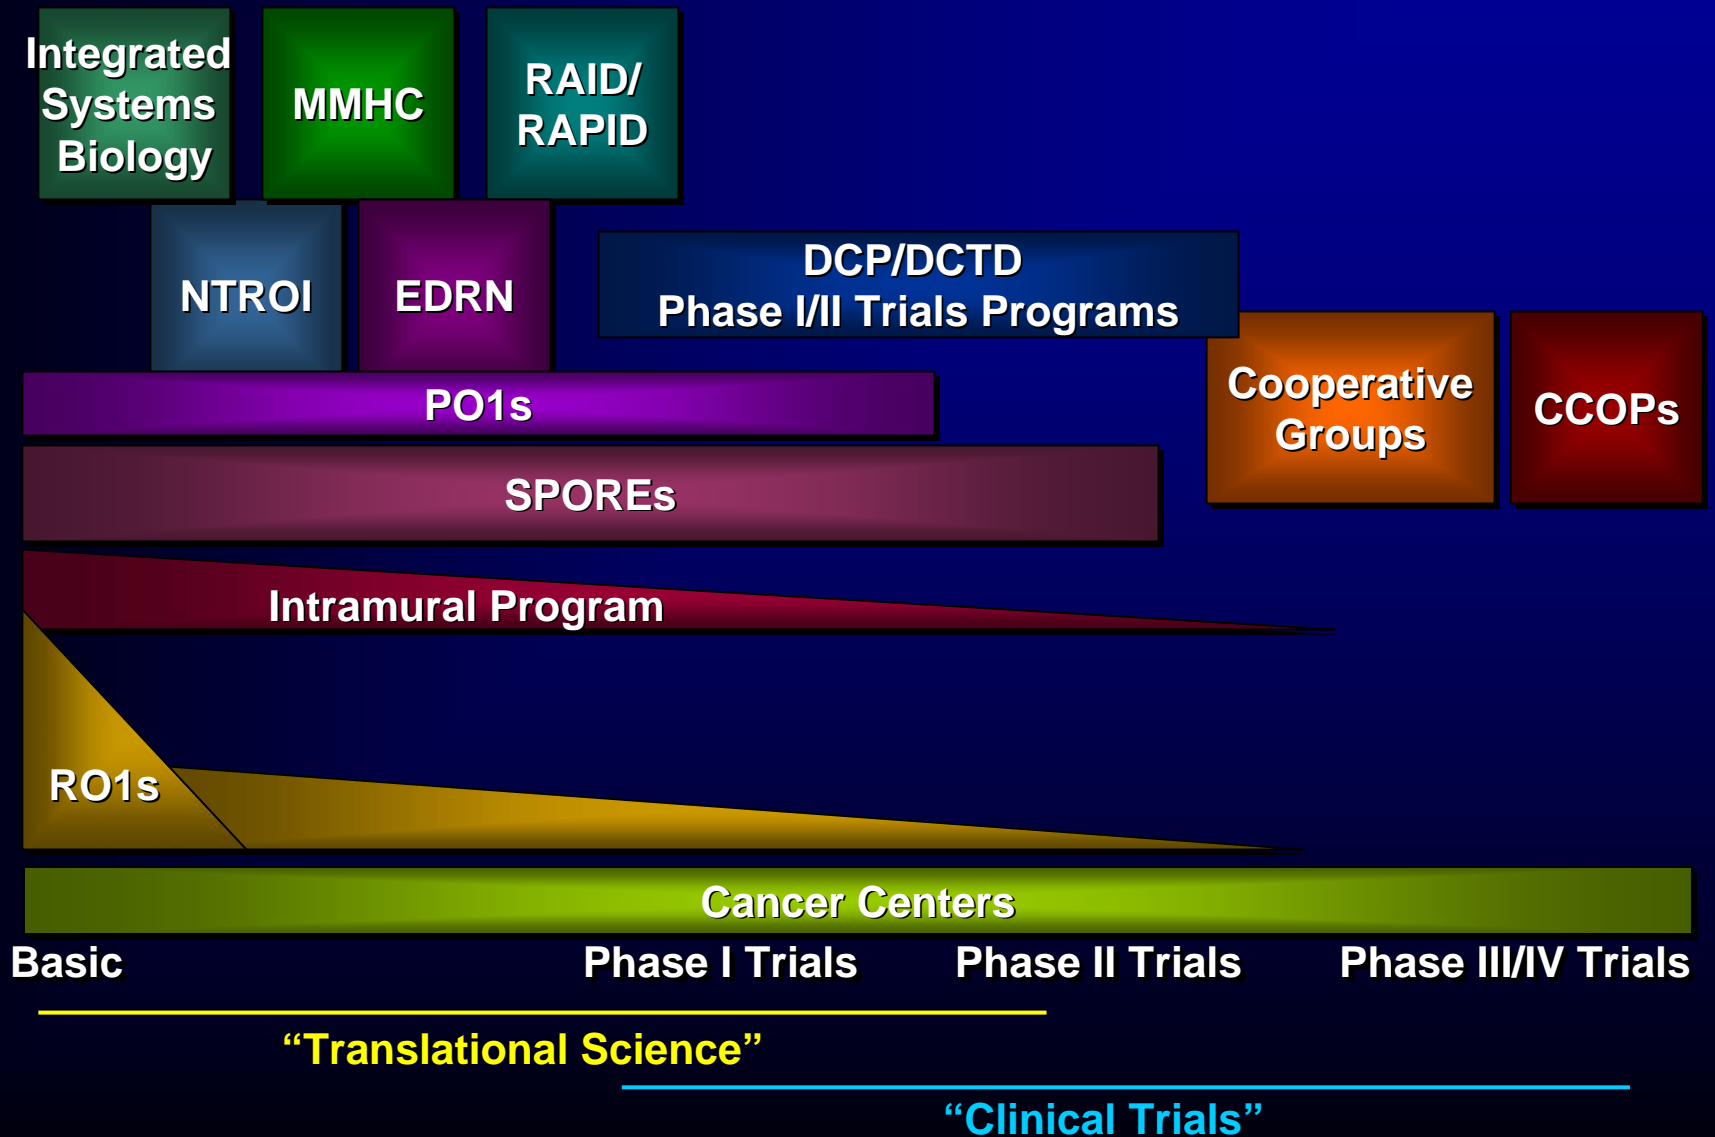 Integrated
Systems
Biology
MMHC
RAID/
RAPID
NTROI
EDRN
DCP/DCTD
Phase I/II Trials Programs
Cooperative
Groups
CCOPs
PO1s
SPOREs
Intramural Program
RO1s
Cancer Centers
Basic
Phase I Trials
Phase II Trials
Phase III/IV Trials
“Translational Science”
“Clinical Trials”